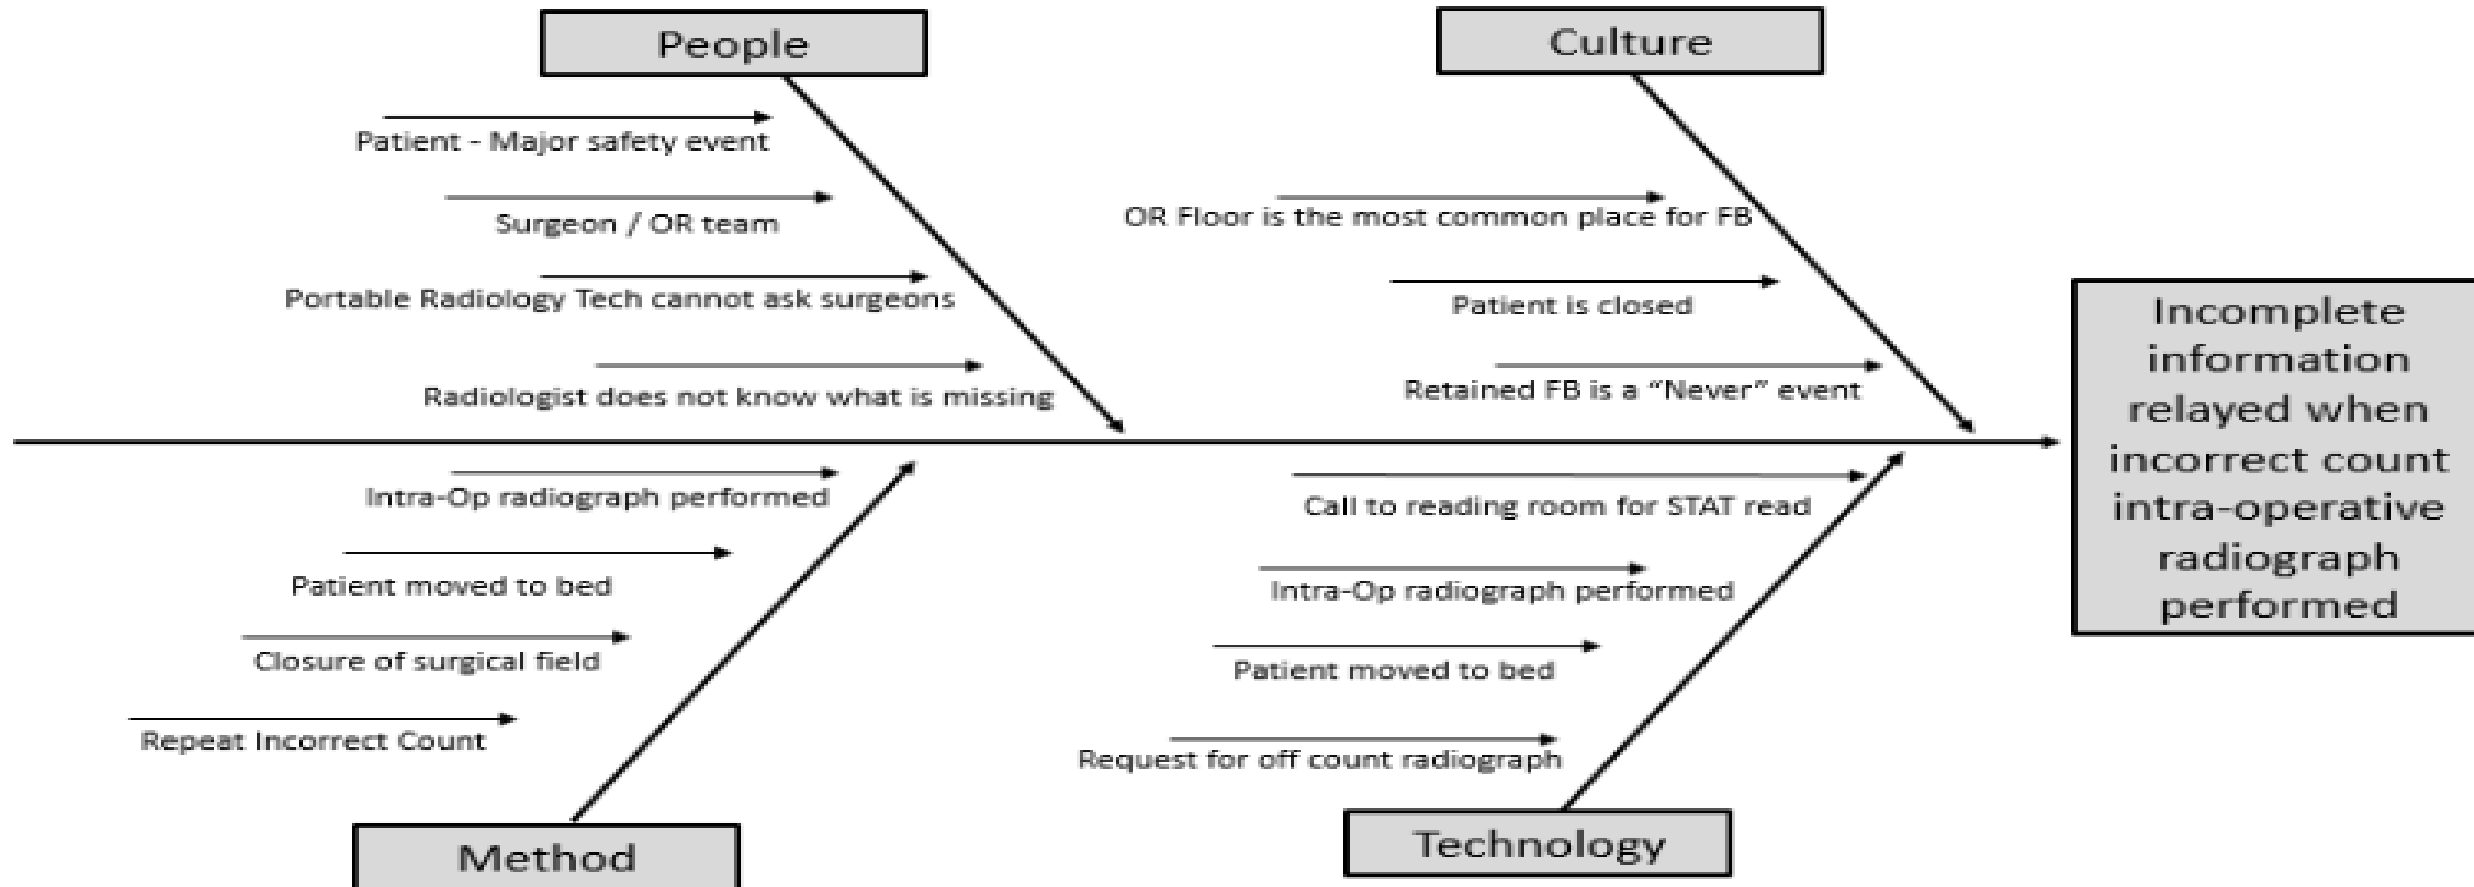 People
Patient - Major safety event
Surgeon / OR team
Portable Radiology Tech cannot ask surgeons
Radiologist does not know what is missing
Culture
OR Floor is the most common place for FB
Patient is closed
Retained FB is a “Never” event
Intra-Op radiograph performed
Patient moved to bed
Closure of surgical field
Repeat Incorrect Count
Method
Call to reading room for STAT read
Intra-Op radiograph performed
Patient moved to bed
Request for off count radiograph
Technology
Incomplete
information
relayed when
incorrect count
intra-operative
radiograph
performed